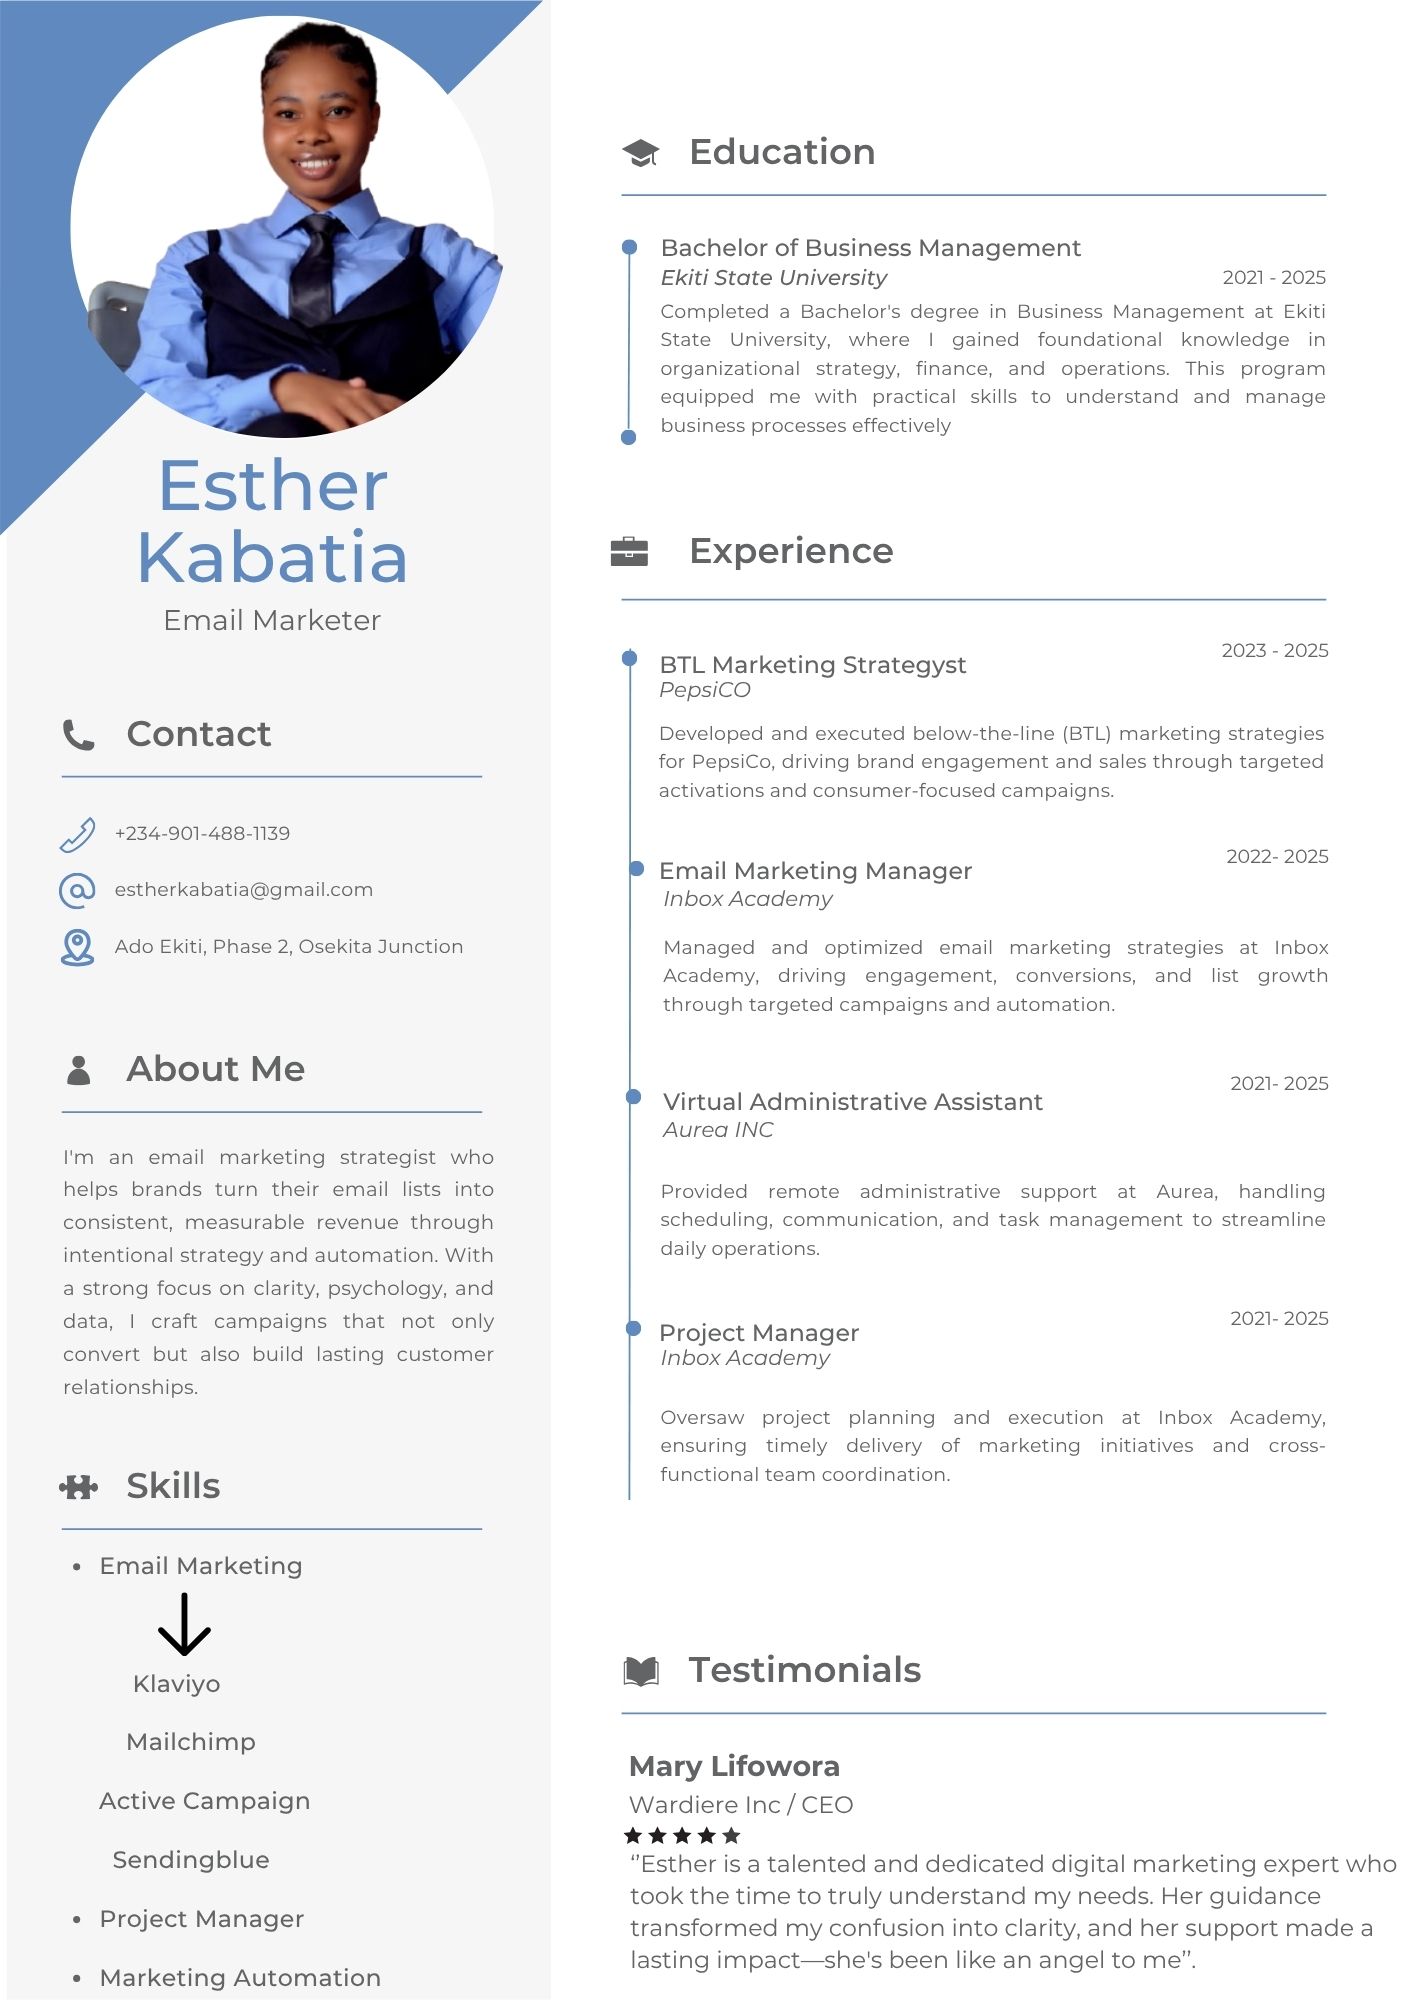 Esther
Kabatia
Email Marketer
Contact
+234-901-488-1139
estherkabatia@gmail.com
Ado Ekiti, Phase 2, Osekita Junction
About Me
I'm an email marketing strategist who
helps brands turn their email lists into
consistent, measurable revenue through
intentional strategy and automation. With
a strong focus on clarity, psychology, and
data, I craft campaigns that not only
convert but also build lasting customer
relationships.
Skills
• Email Marketing
Klaviyo
Mailchimp
Active Campaign
Sendingblue
• Project Manager
• Marketing Automation
Education
Bachelor of Business Management
Ekiti State University 2021 - 2025
Completed a Bachelor's degree in Business Management at Ekiti
State University, where I gained foundational knowledge in
organizational strategy, finance, and operations. This program
equipped me with practical skills to understand and manage
business processes effectively
Experience
2023 - 2025
BTL Marketing Strategyst
PepsiCO
Developed and executed below-the-line (BTL) marketing strategies
for PepsiCo, driving brand engagement and sales through targeted
activations and consumer-focused campaigns.
2022- 2025
Email Marketing Manager
Inbox Academy
Managed and optimized email marketing strategies at Inbox
Academy, driving engagement, conversions, and list growth
through targeted campaigns and automation.
2021- 2025
Virtual Administrative Assistant
Aurea INC
Provided remote administrative support at Aurea, handling
scheduling, communication, and task management to streamline
daily operations.
2021- 2025
Project Manager
Inbox Academy
Oversaw project planning and execution at Inbox Academy,
ensuring timely delivery of marketing initiatives and cross-
functional team coordination.
Testimonials
Mary Lifowora
Wardiere Inc / CEO
★★★★★
‘’Esther is a talented and dedicated digital marketing expert who
took the time to truly understand my needs. Her guidance
transformed my confusion into clarity, and her support made a
lasting impact—she's been like an angel to me’’.